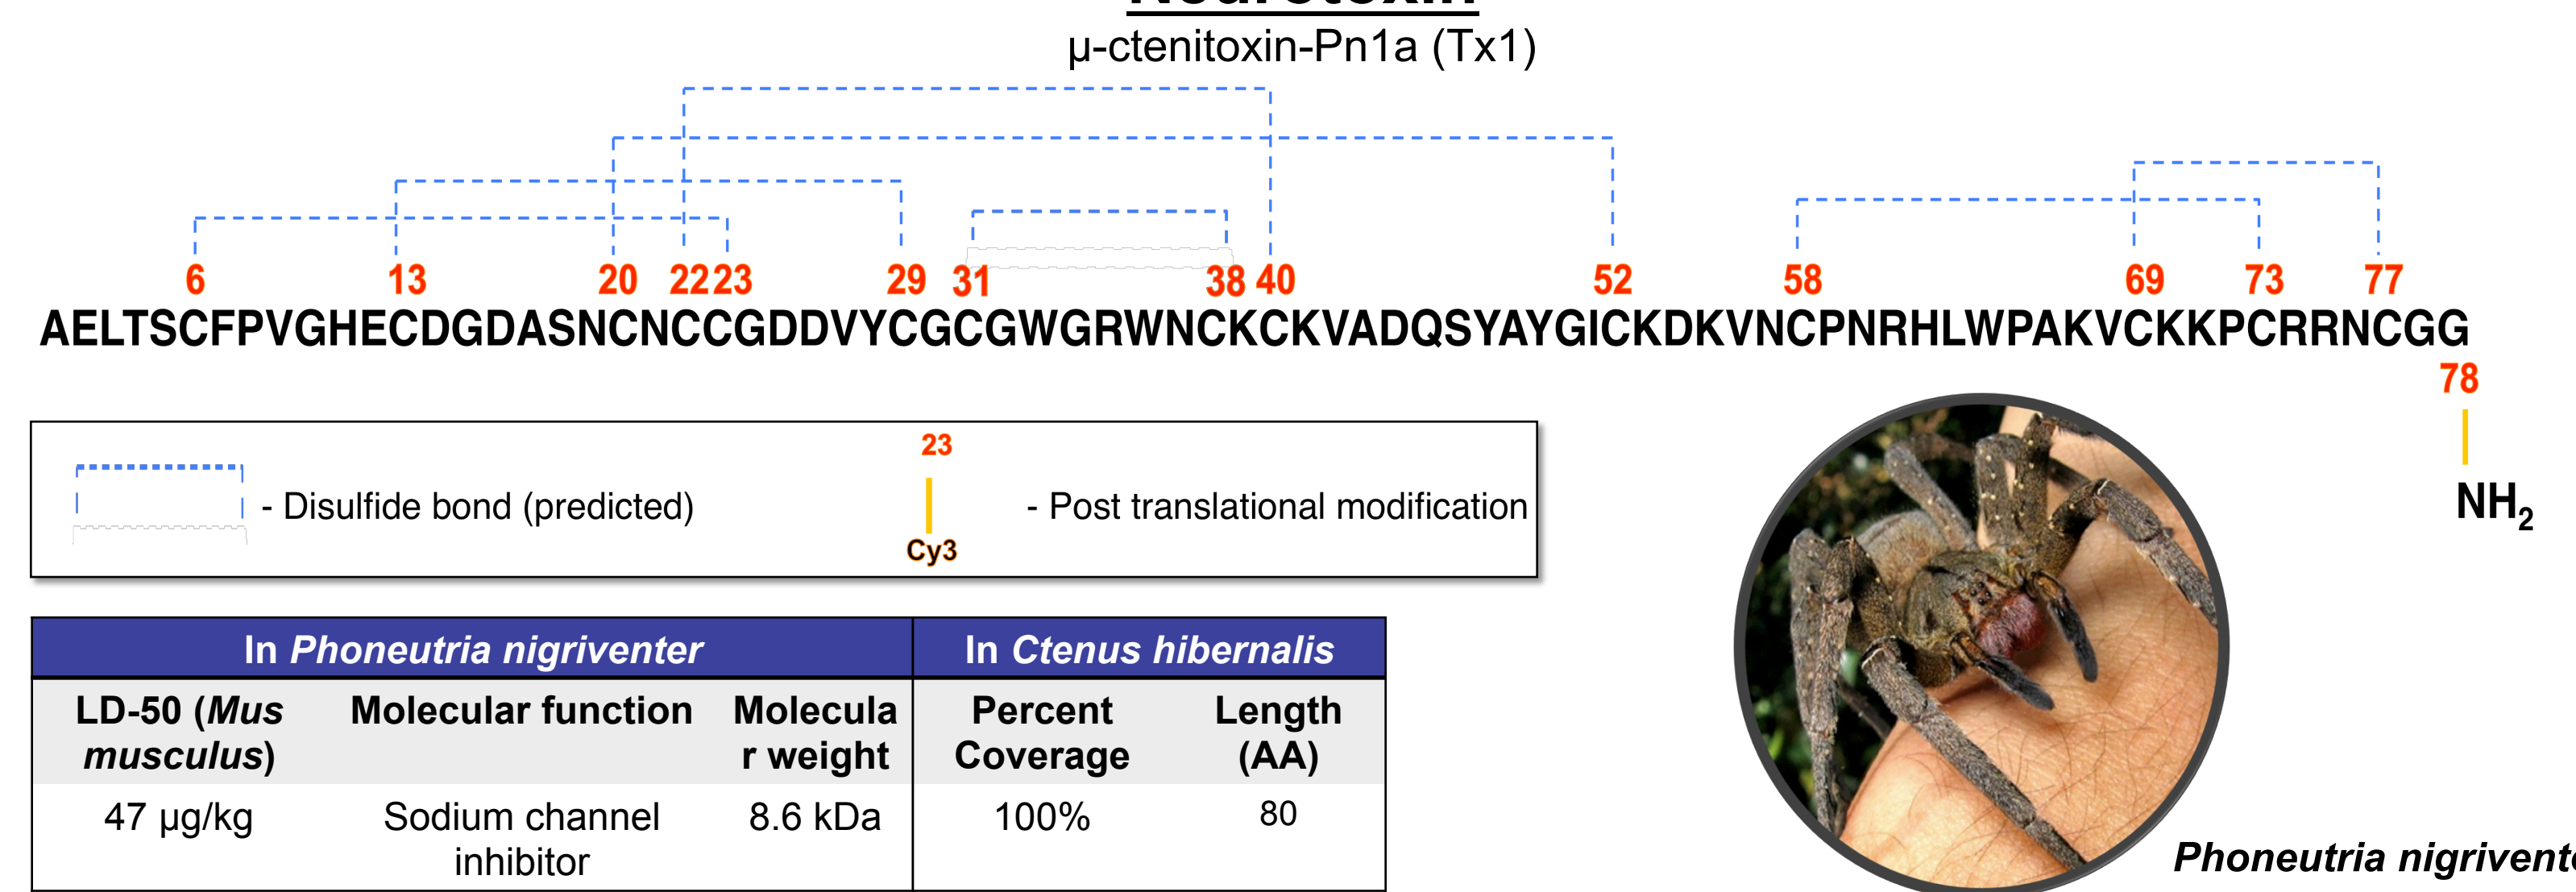 Neurotoxin
µ-ctenitoxin-Pn1a (Tx1)
6 13 20 22 23 29 31 38 40 52 58 69 73 77
AELTSCFPVGHECDGDASNCNCCGDDVYCGCGWGRWNCKCKVADQSYAYGICKDKVNCPNRHLWPAKVCKKPCRRNCGG
78
NH2
23
- Disulfide bond (predicted)
- Post translational modification
Cy3
In Phoneutria nigriventer In Ctenus hibernalis
LD-50 (Mus Molecular function Molecula Percent Length
musculus) r weight Coverage (AA)
47 µg/kg Sodium channel 8.6 kDa 100% 80
inhibitor
Phoneutria nigrivente